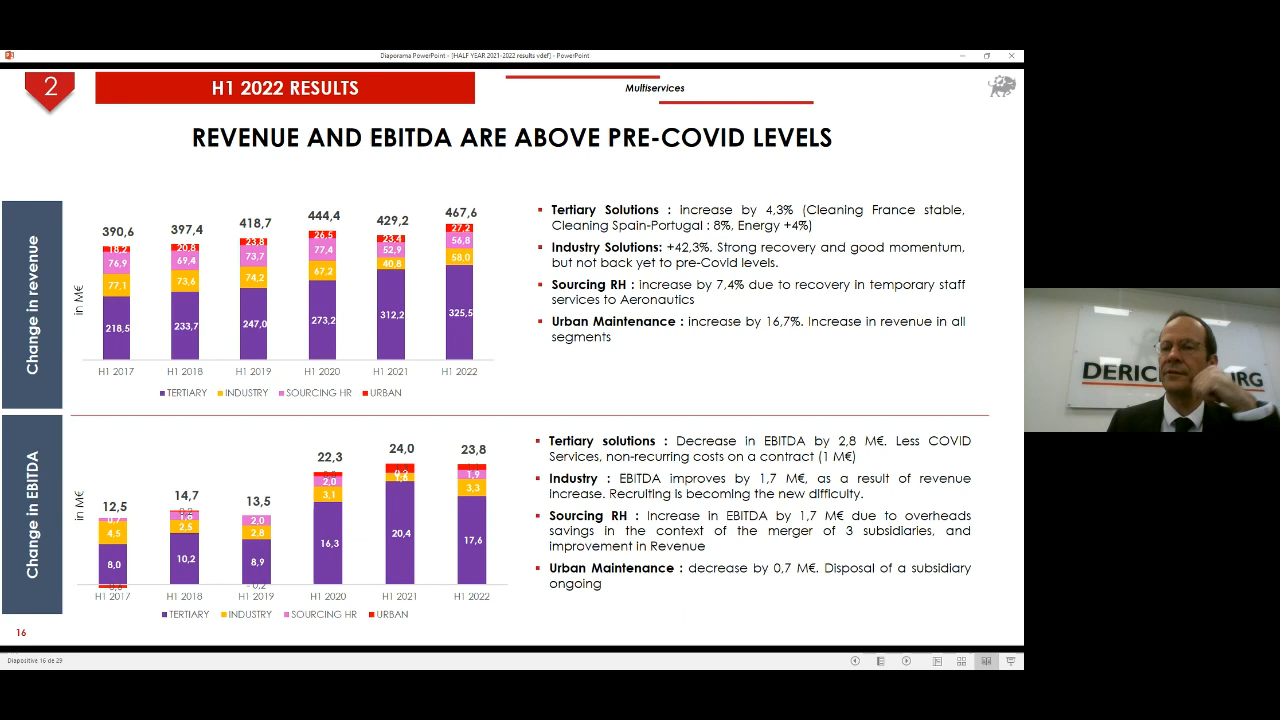 Diaporama PowerPoint - [HALF YEAR 2021-2022 results vdef] - PowerPoint
2
H1 2022 RESULTS
Multiservices
REVENUE AND EBITDA ARE ABOVE PRE-COVID LEVELS
Change in revenue
in M€
390,6
397,4
418,7
444,4
429,2
467,6
18,2
20,8
23,8
26,5
23,4
27,2
76,9
69,4
73,7
77,4
52,9
56,8
77,1
73,6
74,2
67,2
40,8
58,0
218,5
233,7
247,0
273,2
312,2
325,5
H1 2017
H1 2018
H1 2019
H1 2020
H1 2021
H1 2022
TERTIARY
INDUSTRY
SOURCING HR
URBAN
Tertiary Solutions : increase by 4,3% (Cleaning France stable,
Cleaning Spain-Portugal : 8%, Energy +4%)
Industry Solutions: +42,3%. Strong recovery and good momentum,
but not back yet to pre-Covid levels.
Sourcing RH : increase by 7,4% due to recovery in temporary staff
services to Aeronautics
Urban Maintenance : increase by 16,7%. Increase in revenue in all
segments
Change in EBITDA
in M€
12,5
14,7
13,5
22,3
24,0
23,8
4,5
2,5
2,0
2,8
2,0
3,1
1,9
3,3
8,0
10,2
8,9
16,3
20,4
17,6
- 0,2
H1 2017
H1 2018
H1 2019
H1 2020
H1 2021
H1 2022
TERTIARY
INDUSTRY
SOURCING HR
URBAN
Tertiary solutions : Decrease in EBITDA by 2,8 M€. Less COVID
Services, non-recurring costs on a contract (1 M€)
Industry : EBITDA improves by 1,7 M€, as a result of revenue
increase. Recruiting is becoming the new difficulty.
Sourcing RH : Increase in EBITDA by 1,7 M€ due to overheads
savings in the context of the merger of 3 subsidiaries, and
improvement in Revenue
Urban Maintenance : decrease by 0,7 M€. Disposal of a subsidiary
ongoing
16
Diapositive 16 de 29
DERIC
RG